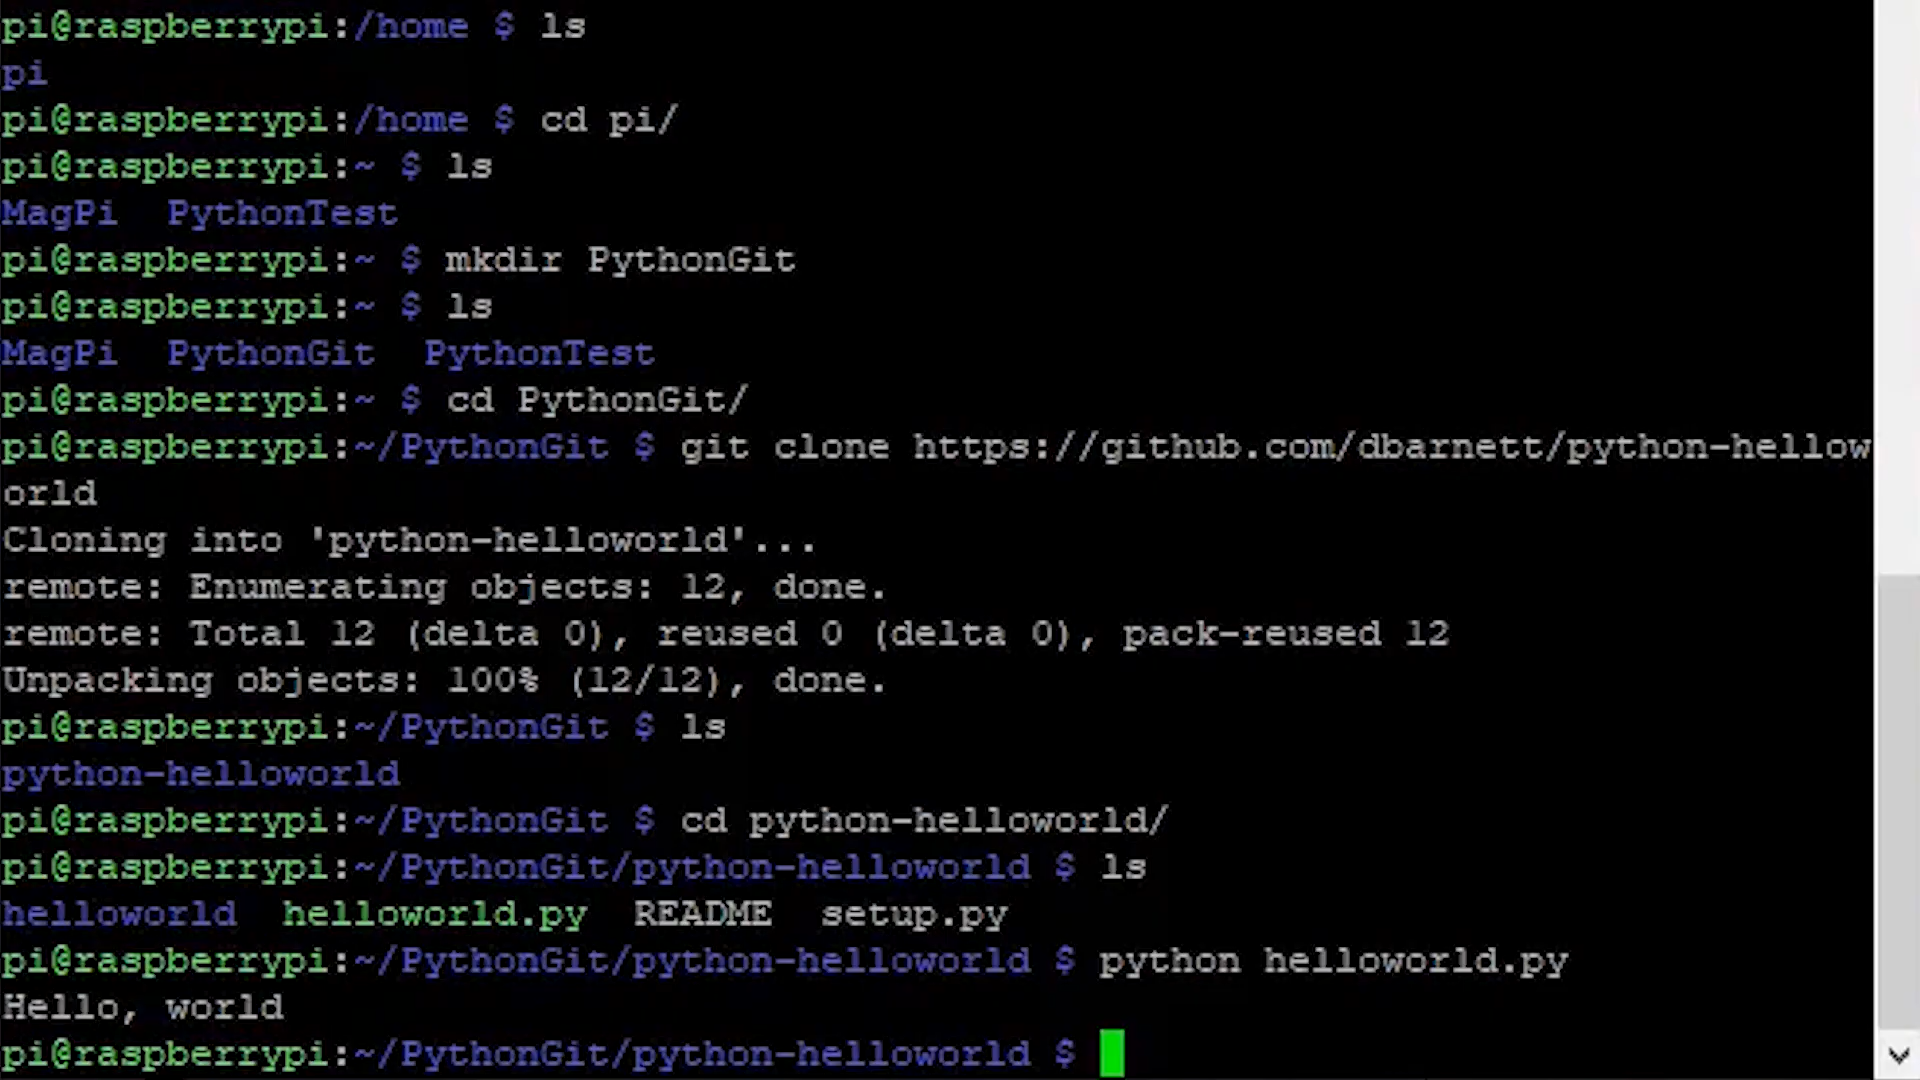 pi@raspberrypi:/home $ ls
pi
pi@raspberrypi:/home $ cd pi/
pi@raspberrypi:~ $ ls
MagPi  PythonTest
pi@raspberrypi:~ $ mkdir PythonGit
pi@raspberrypi:~ $ ls
MagPi  PythonGit  PythonTest
pi@raspberrypi:~ $ cd PythonGit/
pi@raspberrypi:~/PythonGit $ git clone https://github.com/dbarnett/python-hellow
orld
Cloning into 'python-helloworld'...
remote: Enumerating objects: 12, done.
remote: Total 12 (delta 0), reused 0 (delta 0), pack-reused 12
Unpacking objects: 100% (12/12), done.
pi@raspberrypi:~/PythonGit $ ls
python-helloworld
pi@raspberrypi:~/PythonGit $ cd python-helloworld/
pi@raspberrypi:~/PythonGit/python-helloworld $ ls
helloworld  helloworld.py  README  setup.py
pi@raspberrypi:~/PythonGit/python-helloworld $ python helloworld.py
Hello, world
pi@raspberrypi:~/PythonGit/python-helloworld $